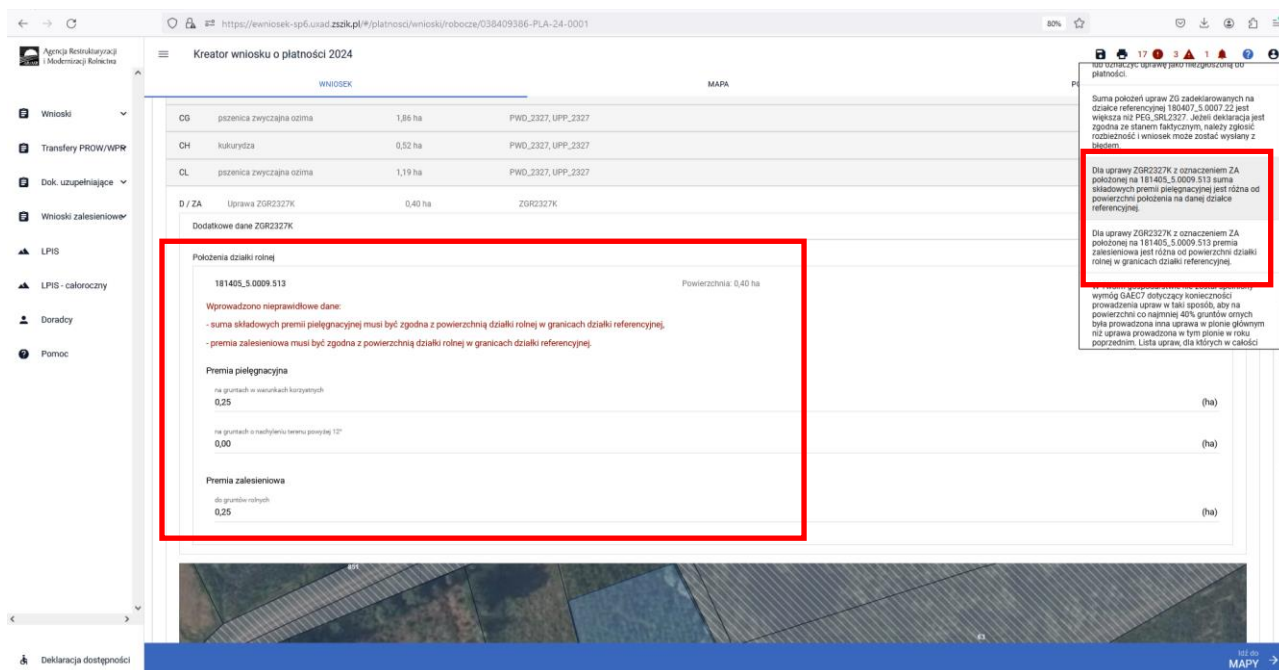 https://ewniosek-sp6.uxad.zszik.pl/#/platnosci/wnioski/robocze/038409386-PLA-24-0001
80%
Agencja Restrukturyzacji
i Modernizacji Rolnictwa
Kreator wniosku o płatności 2024
17 3 1
WNIOSEK
MAPA
Wnioski
Transfery PROW/WPR
Dok. uzupełniające
Wnioski zalesieniowe
LPIS
LPIS - całoroczny
Doradcy
Pomoc
Deklaracja dostępności
CG pszenica zwyczajna ozima 1,86 ha PWD_2327, UPP_2327
CH kukurydza 0,52 ha PWD_2327, UPP_2327
CL pszenica zwyczajna ozima 1,19 ha PWD_2327, UPP_2327
D / ZA Uprawa ZGR2327K 0,40 ha ZGR2327K
Dodatkowe dane ZGR2327K
Położenia działki rolnej
181405_5.0009.513 Powierzchnia: 0,40 ha
Wprowadzono nieprawidłowe dane:
- suma składowych premii pielęgnacyjnej musi być zgodna z powierzchnią działki rolnej w granicach działki referencyjnej,
- premia zalesieniowa musi być zgodna z powierzchnią działki rolnej w granicach działki referencyjnej.
Premia pielęgnacyjna
na gruntach w warunkach korzystnych
0,25 (ha)
na gruntach o nachyleniu terenu powyżej 12°
0,00 (ha)
Premia zalesieniowa
do gruntów rolnych
0,25 (ha)
lub oznaczyć uprawę jako niezgłoszoną do
płatności.
Suma położeń upraw ZG zadeklarowanych na
działce referencyjnej 180407_5.0007.22 jest
większa niż PEG_SRL2327. Jeżeli deklaracja jest
zgodna ze stanem faktycznym, należy zgłosić
rozbieżność i wniosek może zostać wysłany z
błędem.
Dla uprawy ZGR2327K z oznaczeniem ZA
położonej na 181405_5.0009.513 suma
składowych premii pielęgnacyjnej jest różna od
powierzchni położenia na danej działce
referencyjnej.
Dla uprawy ZGR2327K z oznaczeniem ZA
położonej na 181405_5.0009.513 premia
zalesieniowa jest różna od powierzchni działki
rolnej w granicach działki referencyjnej.
wymóg GAEC7 dotyczący konieczności
prowadzenia upraw w taki sposób, aby na
powierzchni co najmniej 40% gruntów ornych
była prowadzona inna uprawa w plonie głównym
niż uprawa prowadzona w tym plonie w roku
poprzednim. Lista upraw, dla których w całości
851
63
Idź do
MAPY